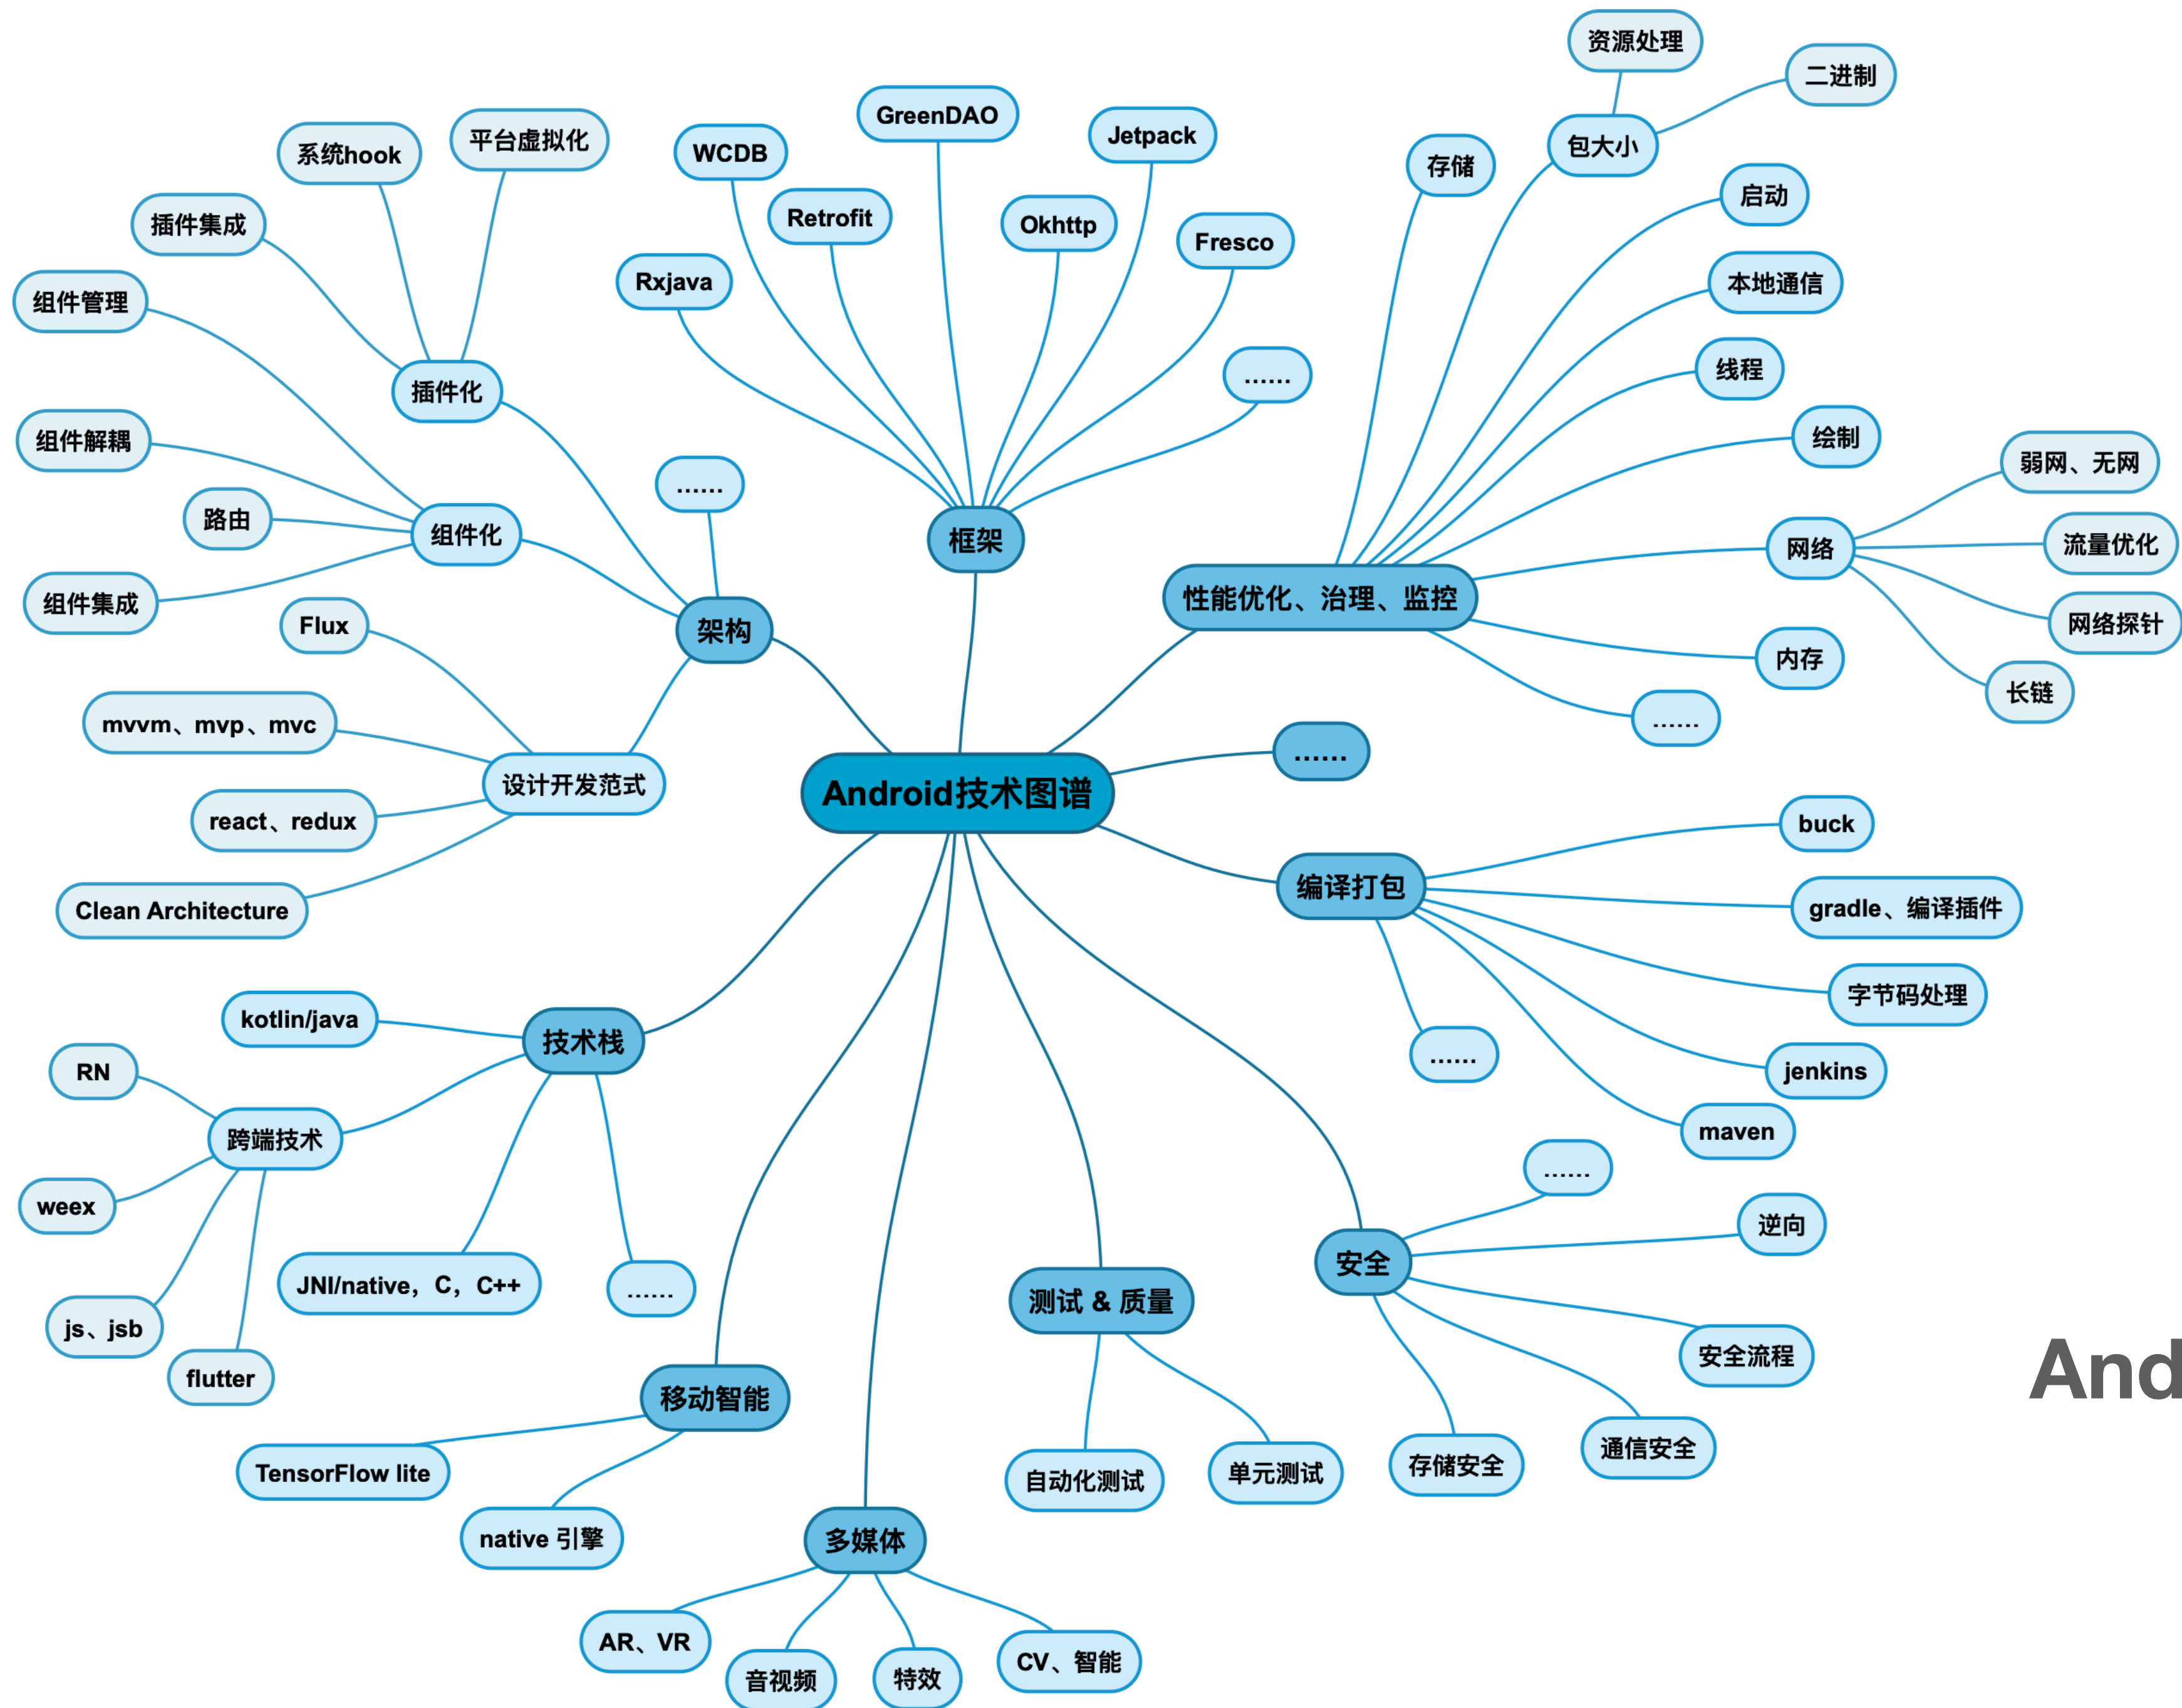 资源处理
二进制
包大小
系统hook
平台虚拟化
WCDB
GreenDAO
Jetpack
存储
启动
插件集成
Retrofit
Okhttp
Fresco
本地通信
组件管理
Rxjava
线程
插件化
......
绘制
组件解耦
......
弱网、无网
路由
组件化
框架
网络
流量优化
组件集成
Flux
架构
性能优化、治理、监控
网络探针
内存
长链
mvvm、mvp、mvc
......
......
设计开发范式
Android技术图谱
react、redux
buck
Clean Architecture
编译打包
gradle、编译插件
字节码处理
kotlin/java
技术栈
......
jenkins
RN
maven
跨端技术
......
weex
逆向
JNI/native，C，C++
......
测试 & 质量
安全
js、jsb
安全流程
flutter
移动智能
And
TensorFlow lite
自动化测试
单元测试
存储安全
通信安全
native 引擎
多媒体
AR、VR
音视频
特效
CV、智能